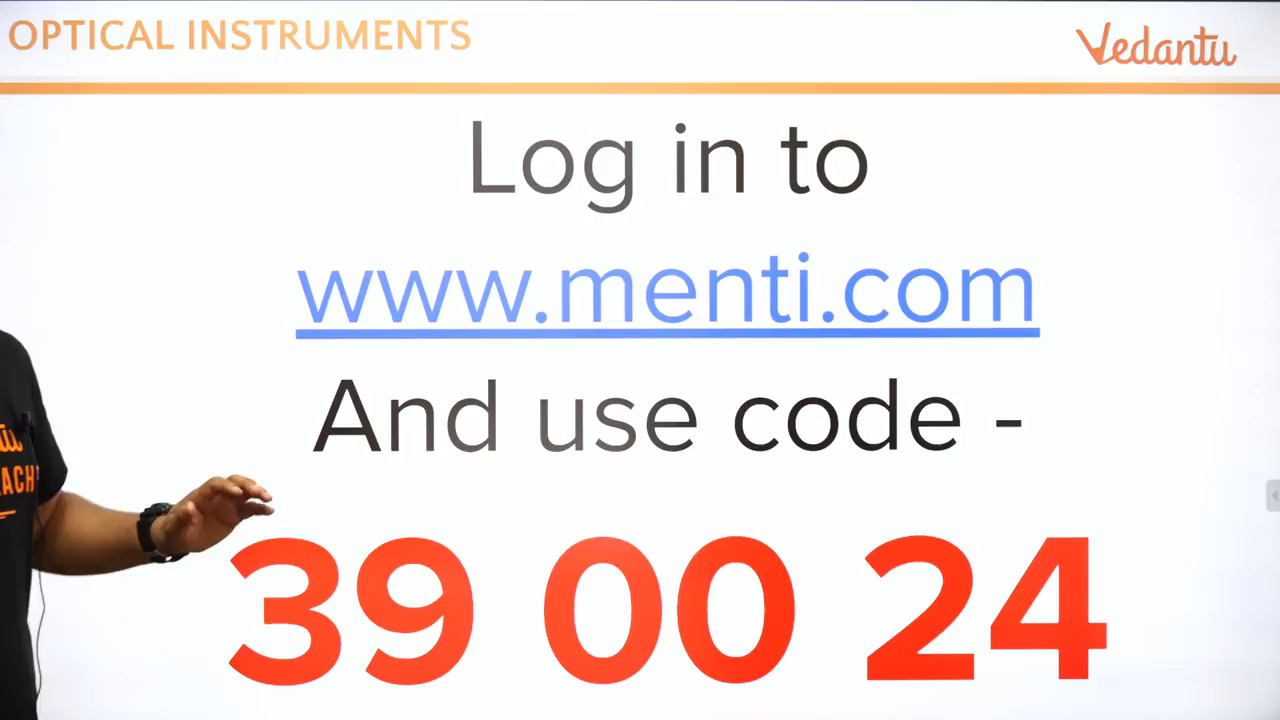 OPTICAL INSTRUMENTS
Vedantu
Log in to
www.menti.com
And use code -
39 00 24